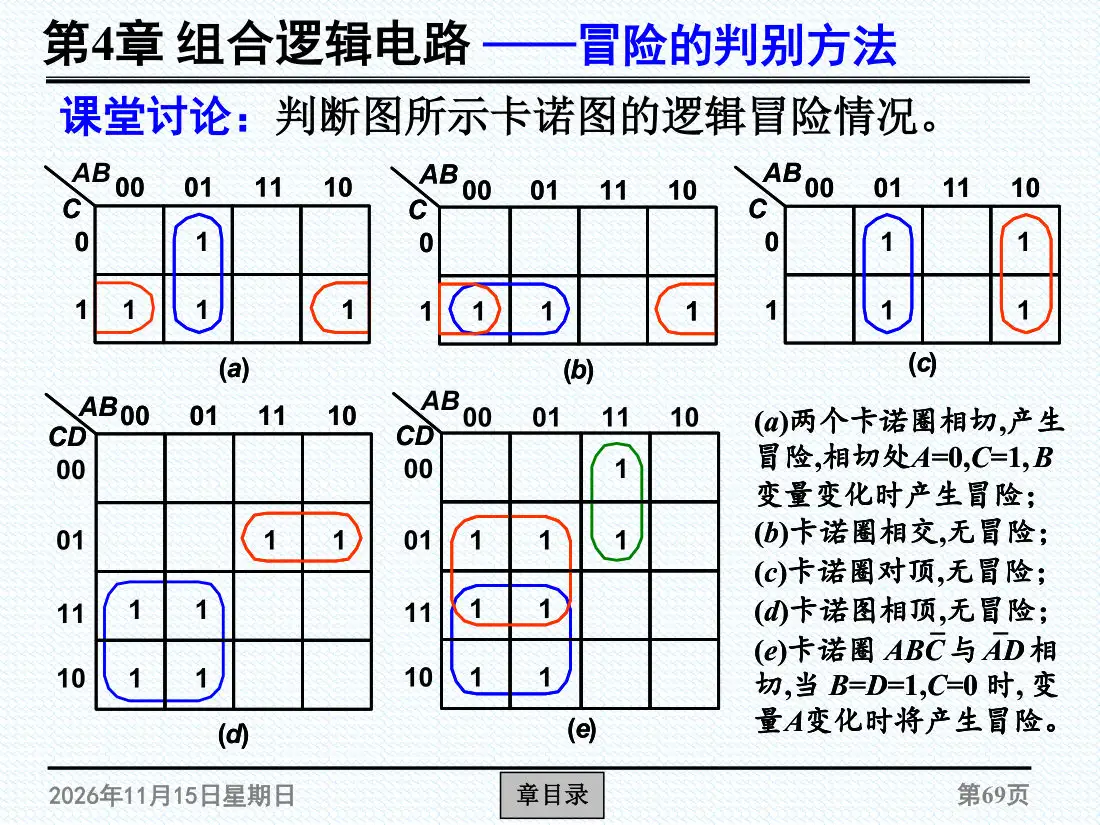 第4章 组合逻辑电路 ——冒险的判别方法
课堂讨论：判断图所示卡诺图的逻辑冒险情况。
AB 00 01 11 10
C
0 1
1 1 1 1
(a)
AB 00 01 11 10
C
0
1 1 1 1
(b)
AB 00 01 11 10
C
0 1 1
1 1 1
(c)
AB 00 01 11 10
CD
00
01 1 1
11 1 1
10 1 1
(d)
AB 00 01 11 10
CD
00 1
01 1 1 1
11 1 1
10 1 1
(e)
(a)两个卡诺圈相切,产生
冒险,相切处A=0,C=1, B
变量变化时产生冒险；
(b)卡诺圈相交,无冒险；
(c)卡诺圈对顶,无冒险；
(d)卡诺图相顶,无冒险；
(e)卡诺圈 ABC̅ 与 A̅D 相
切,当 B=D=1,C=0 时, 变
量A变化时将产生冒险。
2026年11月15日星期日
章目录
第69页